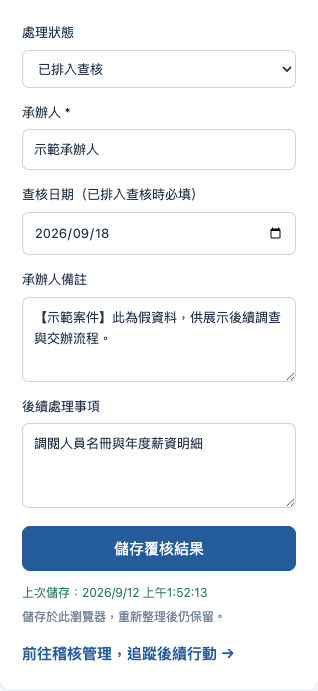 處理狀態
已排入查核
承辦人 *
示範承辦人
查核日期（已排入查核時必填）
2026/09/18
承辦人備註
【示範案件】此為假資料，供展示後續調查
與交辦流程。
後續處理事項
調閱人員名冊與年度薪資明細
儲存覆核結果
上次儲存：2026/9/12 上午1:52:13
儲存於此瀏覽器，重新整理後仍保留。
前往稽核管理，追蹤後續行動 →